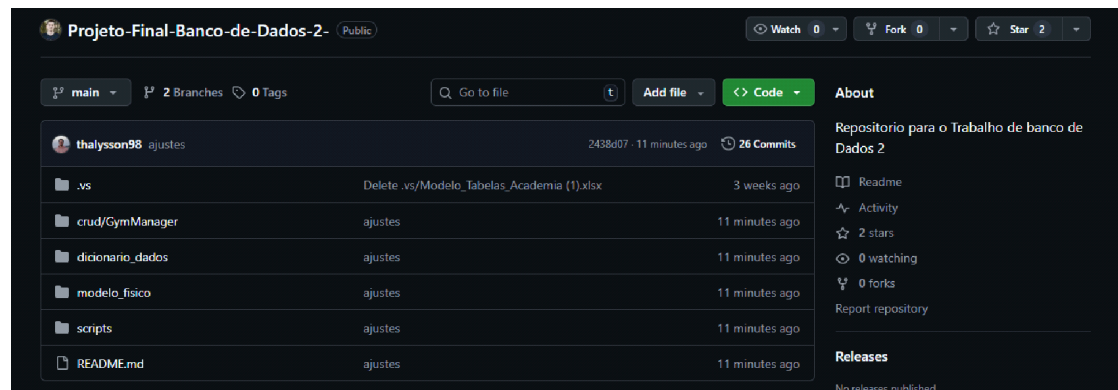 Projeto-Final-Banco-de-Dados-2- Public
Watch 0 Fork 0 Star 2
main 2 Branches 0 Tags Go to file t Add file <> Code
thalysson98 ajustes 2438d07 · 11 minutes ago 26 Commits
.vs Delete .vs/Modelo_Tabelas_Academia (1).xlsx 3 weeks ago
crud/GymManager ajustes 11 minutes ago
dicionario_dados ajustes 11 minutes ago
modelo_fisico ajustes 11 minutes ago
scripts ajustes 11 minutes ago
README.md ajustes 11 minutes ago
About
Repositorio para o Trabalho de banco de
Dados 2
Readme
Activity
2 stars
0 watching
0 forks
Report repository
Releases
No releases published